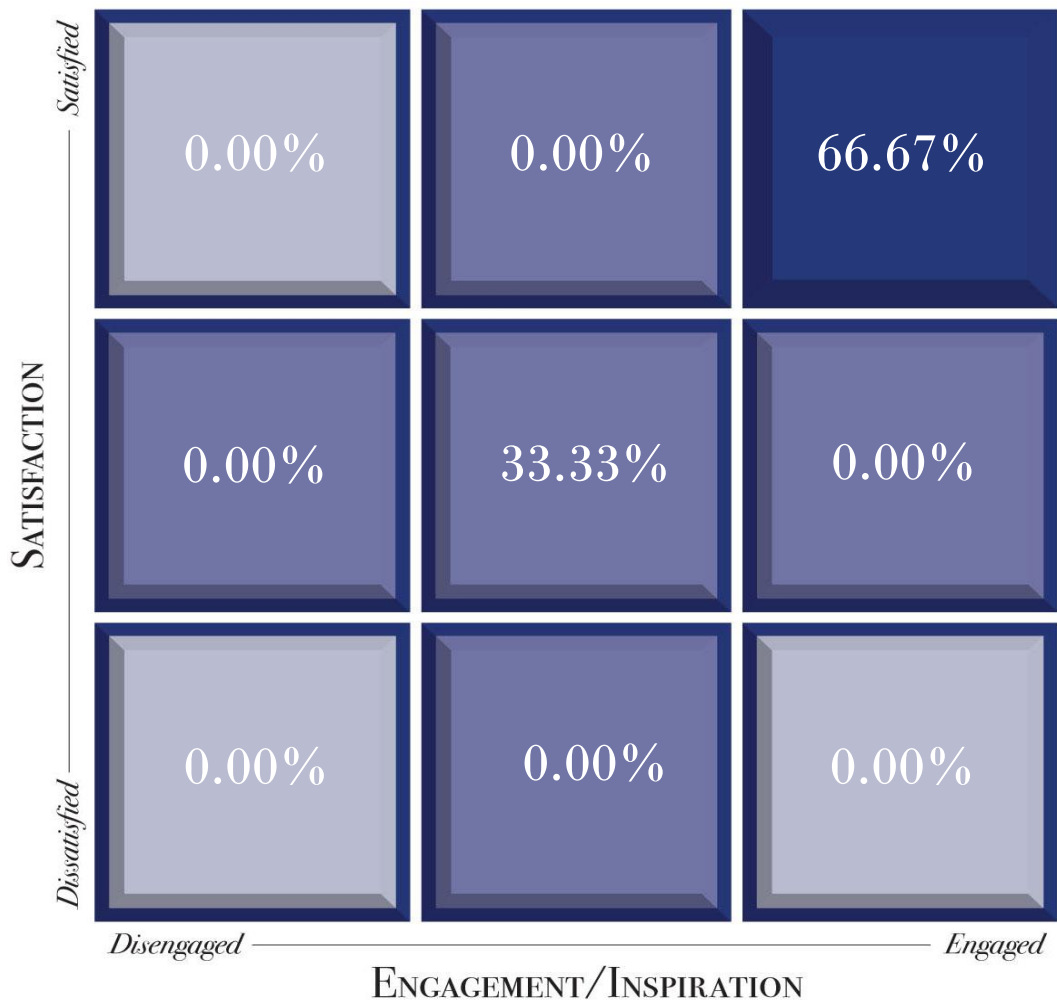 Satisfied
0.00% 0.00% 66.67%
SATISFACTION
0.00% 33.33% 0.00%
Dissatisfied
0.00% 0.00% 0.00%
Disengaged Engaged
ENGAGEMENT/INSPIRATION